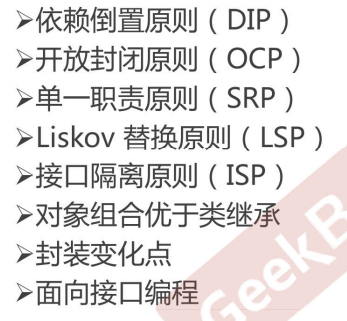 ➢依赖倒置原则（DIP）
➢开放封闭原则（OCP）
➢单一职责原则（SRP）
➢Liskov 替换原则（LSP）
➢接口隔离原则（ISP）
➢对象组合优于类继承
➢封装变化点
➢面向接口编程
GeekB